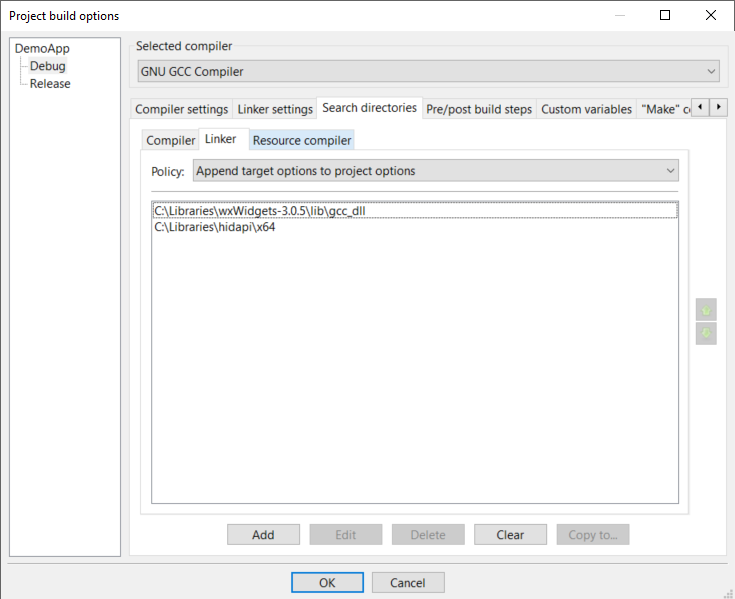 Project build options
DemoApp
Debug
Release
Selected compiler
GNU GCC Compiler
Compiler settings
Linker settings
Search directories
Pre/post build steps
Custom variables
"Make" c
Compiler
Linker
Resource compiler
Policy:
Append target options to project options
C:\Libraries\wxWidgets-3.0.5\lib\gcc_dll
C:\Libraries\hidapi\x64
Add
Edit
Delete
Clear
Copy to...
OK
Cancel